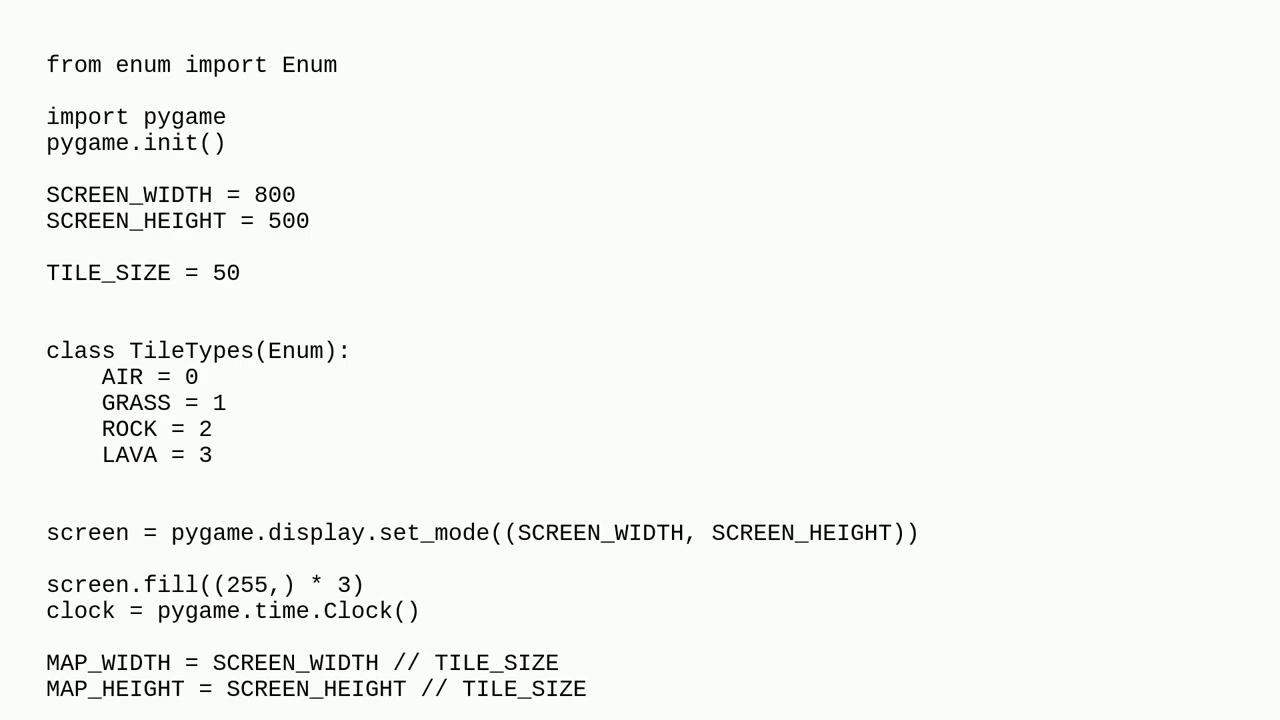 from enum import Enum
import pygame
pygame.init()
SCREEN_WIDTH = 800
SCREEN_HEIGHT = 500
TILE_SIZE = 50
class TileTypes(Enum):
    AIR = 0
    GRASS = 1
    ROCK = 2
    LAVA = 3
screen = pygame.display.set_mode((SCREEN_WIDTH, SCREEN_HEIGHT))
screen.fill((255,) * 3)
clock = pygame.time.Clock()
MAP_WIDTH = SCREEN_WIDTH // TILE_SIZE
MAP_HEIGHT = SCREEN_HEIGHT // TILE_SIZE